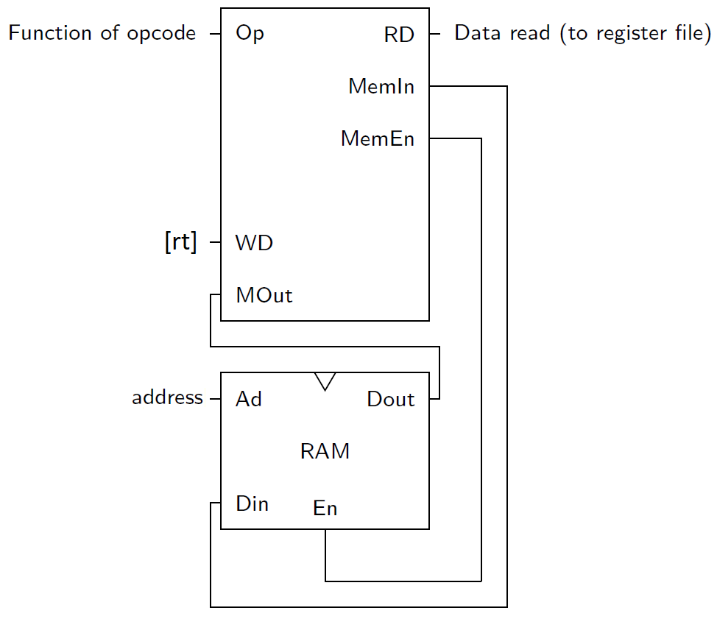 Function of opcode
Op
RD
Data read (to register file)
MemIn
MemEn
[rt]
WD
MOut
address
Ad
Dout
RAM
Din
En